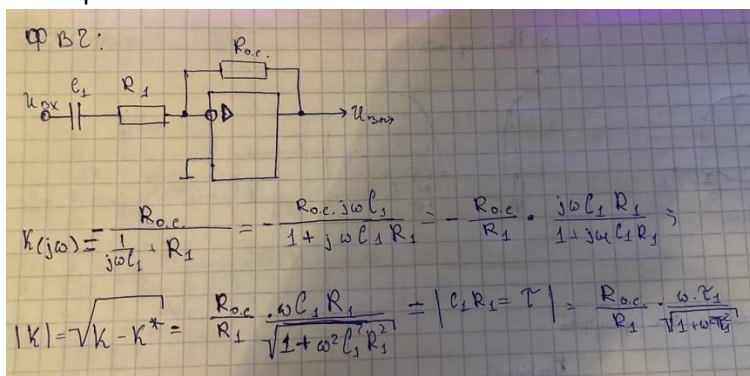 ФВЧ:
Rо.с.
C₁ R₁
Uвх
▷ Uвых
K(jω) = - Rо.с. / (1/(jωC₁) + R₁) = - Rо.с. jωC₁ / (1 + jωC₁R₁) = - Rо.с / R₁ · jωC₁R₁ / (1 + jωC₁R₁) ;
|K| = √(K - K*) = Rо.с. / R₁ · ωC₁R₁ / √(1 + ω²C₁²R₁²) = |C₁R₁ = τ| = Rо.с. / R₁ · ω·τ₁ / √(1 + ω²τ₁²)